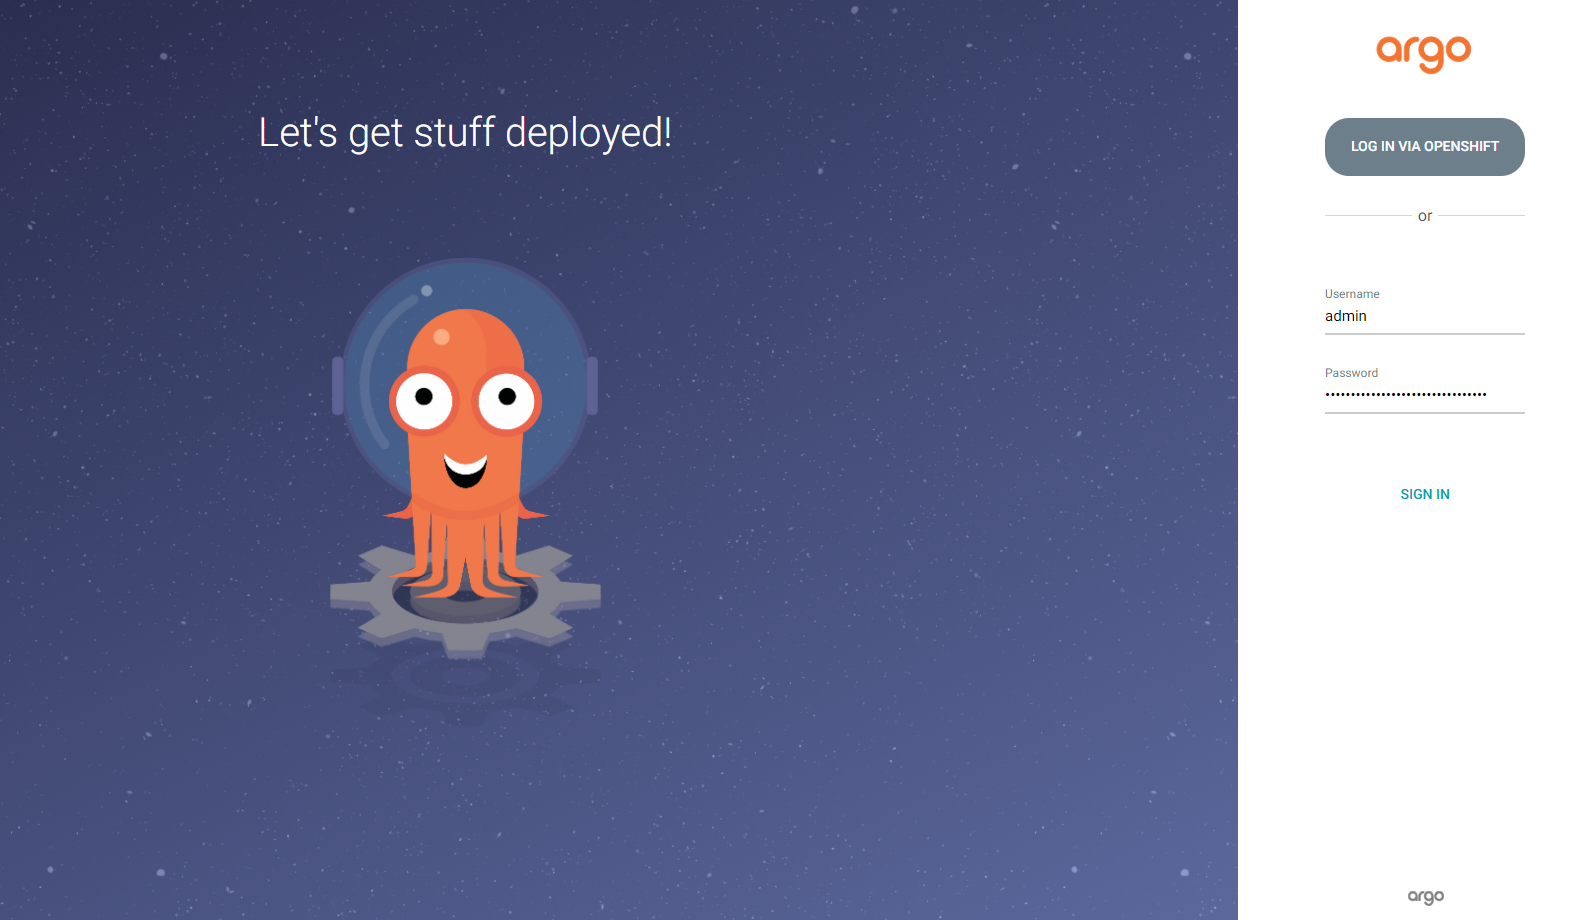 Let's get stuff deployed!
argo
LOG IN VIA OPENSHIFT
or
Username
admin
Password
••••••••••••••••••••••••••••••••
SIGN IN
argo